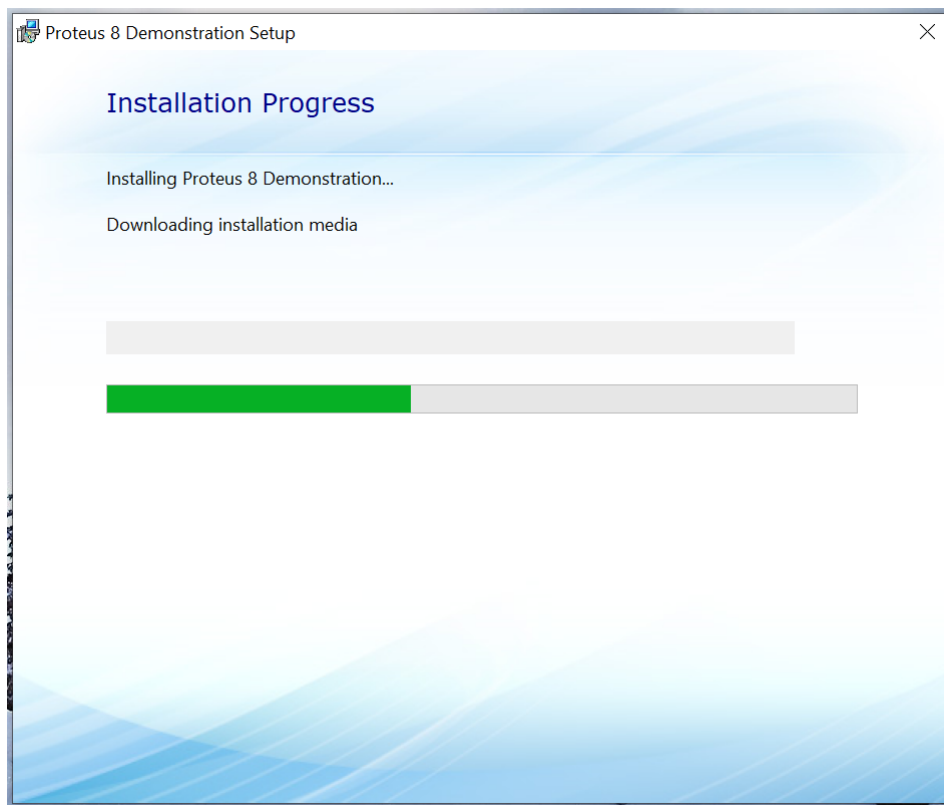 Proteus 8 Demonstration Setup
Installation Progress
Installing Proteus 8 Demonstration...
Downloading installation media